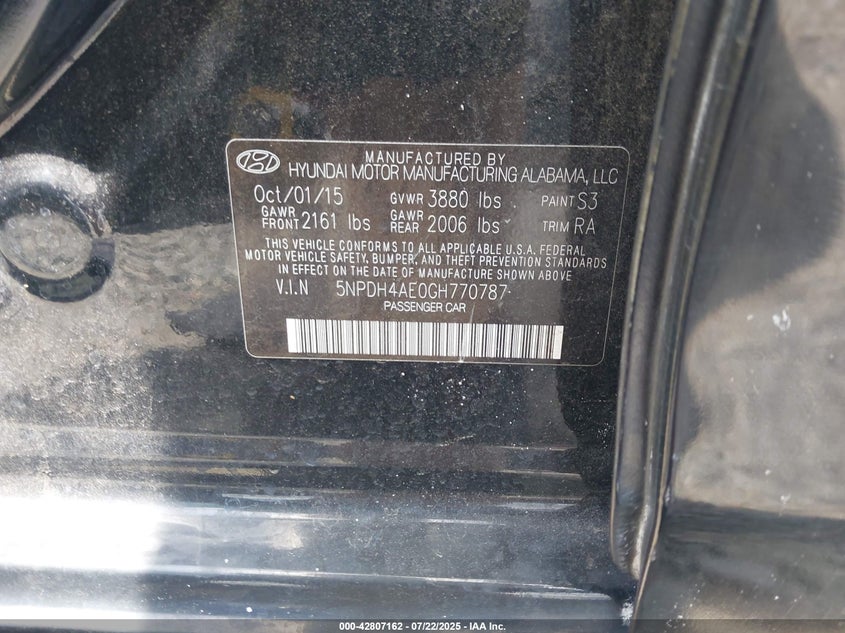 MANUFACTURED BY
HYUNDAI MOTOR MANUFACTURING ALABAMA, LLC
Oct/01/15 GVWR 3880 lbs PAINT S3
GAWR FRONT 2161 lbs GAWR REAR 2006 lbs TRIM RA
THIS VEHICLE CONFORMS TO ALL APPLICABLE U.S.A. FEDERAL
MOTOR VEHICLE SAFETY, BUMPER, AND THEFT PREVENTION STANDARDS
IN EFFECT ON THE DATE OF MANUFACTURE SHOWN ABOVE
V.I.N 5NPDH4AE0GH770787
PASSENGER CAR
000-42807162 - 07/22/2025 - IAA Inc.